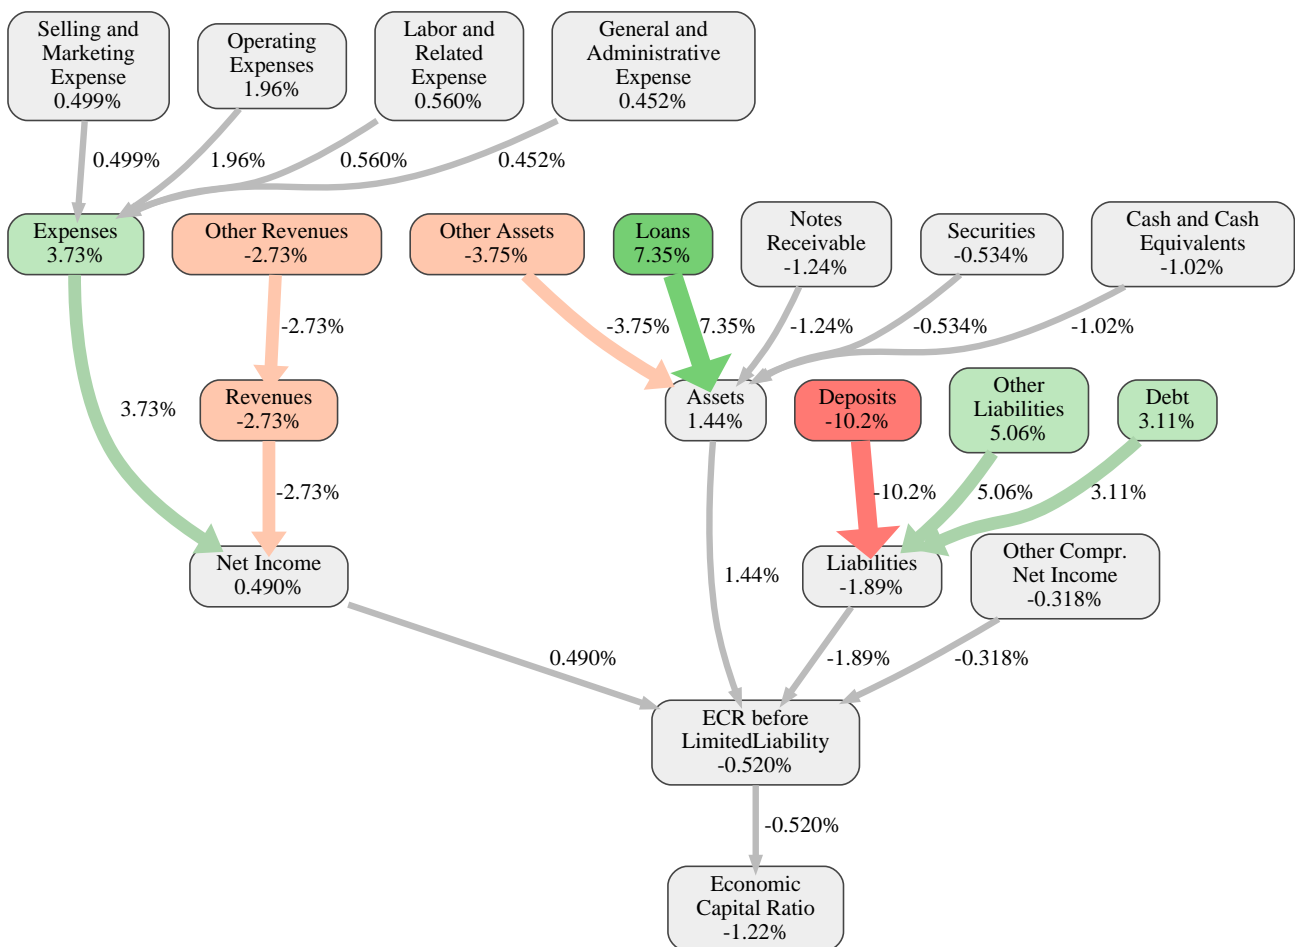 Selling and
Marketing
Expense
0.499%
Operating
Expenses
1.96%
Labor and
Related
Expense
0.560%
General and
Administrative
Expense
0.452%
0.499%
1.96%
0.560%
0.452%
Expenses
3.73%
Other Revenues
-2.73%
Other Assets
-3.75%
Loans
7.35%
Notes
Receivable
-1.24%
Securities
-0.534%
Cash and Cash
Equivalents
-1.02%
-2.73%
-3.75%
7.35%
-1.24%
-0.534%
-1.02%
3.73%
Revenues
-2.73%
Assets
1.44%
Deposits
-10.2%
Other
Liabilities
5.06%
Debt
3.11%
-2.73%
-10.2%
5.06%
3.11%
Net Income
0.490%
1.44%
Liabilities
-1.89%
Other Compr.
Net Income
-0.318%
0.490%
-1.89%
-0.318%
ECR before
LimitedLiability
-0.520%
-0.520%
Economic
Capital Ratio
-1.22%